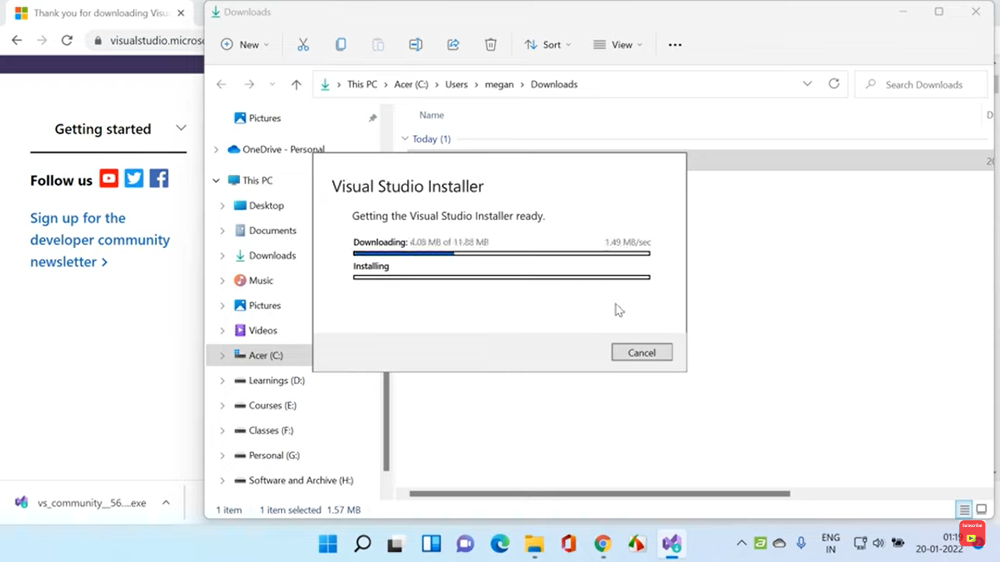 Thank you for downloading Visu
Downloads
visualstudio.microso
New
Sort
View
This PC
Acer (C:)
Users
megan
Downloads
Search Downloads
Name
D
Today (1)
20
Getting started
Follow us
Sign up for the
developer community
newsletter >
Pictures
OneDrive - Personal
This PC
Desktop
Documents
Downloads
Music
Pictures
Videos
Acer (C:)
Learnings (D:)
Courses (E:)
Classes (F:)
Personal (G:)
Software and Archive (H:)
Visual Studio Installer
Getting the Visual Studio Installer ready.
Downloading: 4.08 MB of 11.88 MB 1.49 MB/sec
Installing
Cancel
vs_community__56....exe
1 item 1 item selected 1.57 MB
Subscribe
ENG
IN
01:19
20-01-2022
2